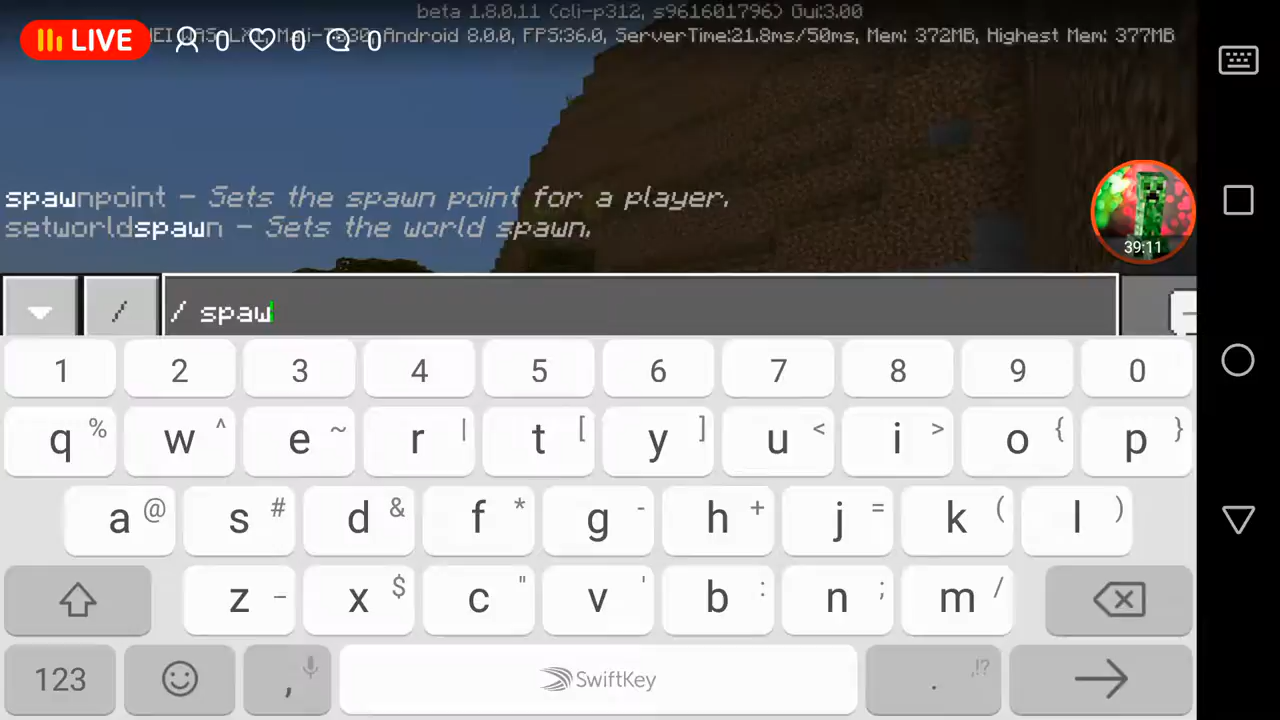 beta 1.8.0.11 (cli-p312, s961601796) Gui:3.00
LIVE 0 0 0 Android 8.0.0, FPS:36.0, ServerTime:21.8ms/50ms, Mem: 372MB, Highest Mem: 377MB
spawnpoint – Sets the spawn point for a player.
setworldspawn – Sets the world spawn.
39:11
/ / spaw
1 2 3 4 5 6 7 8 9 0
q % w ^ e ~ r | t [ y ] u < i > o { p }
a @ s # d & f * g - h + j = k ( l )
z _ x $ c " v ' b : n ; m /
123 , SwiftKey . ,!?